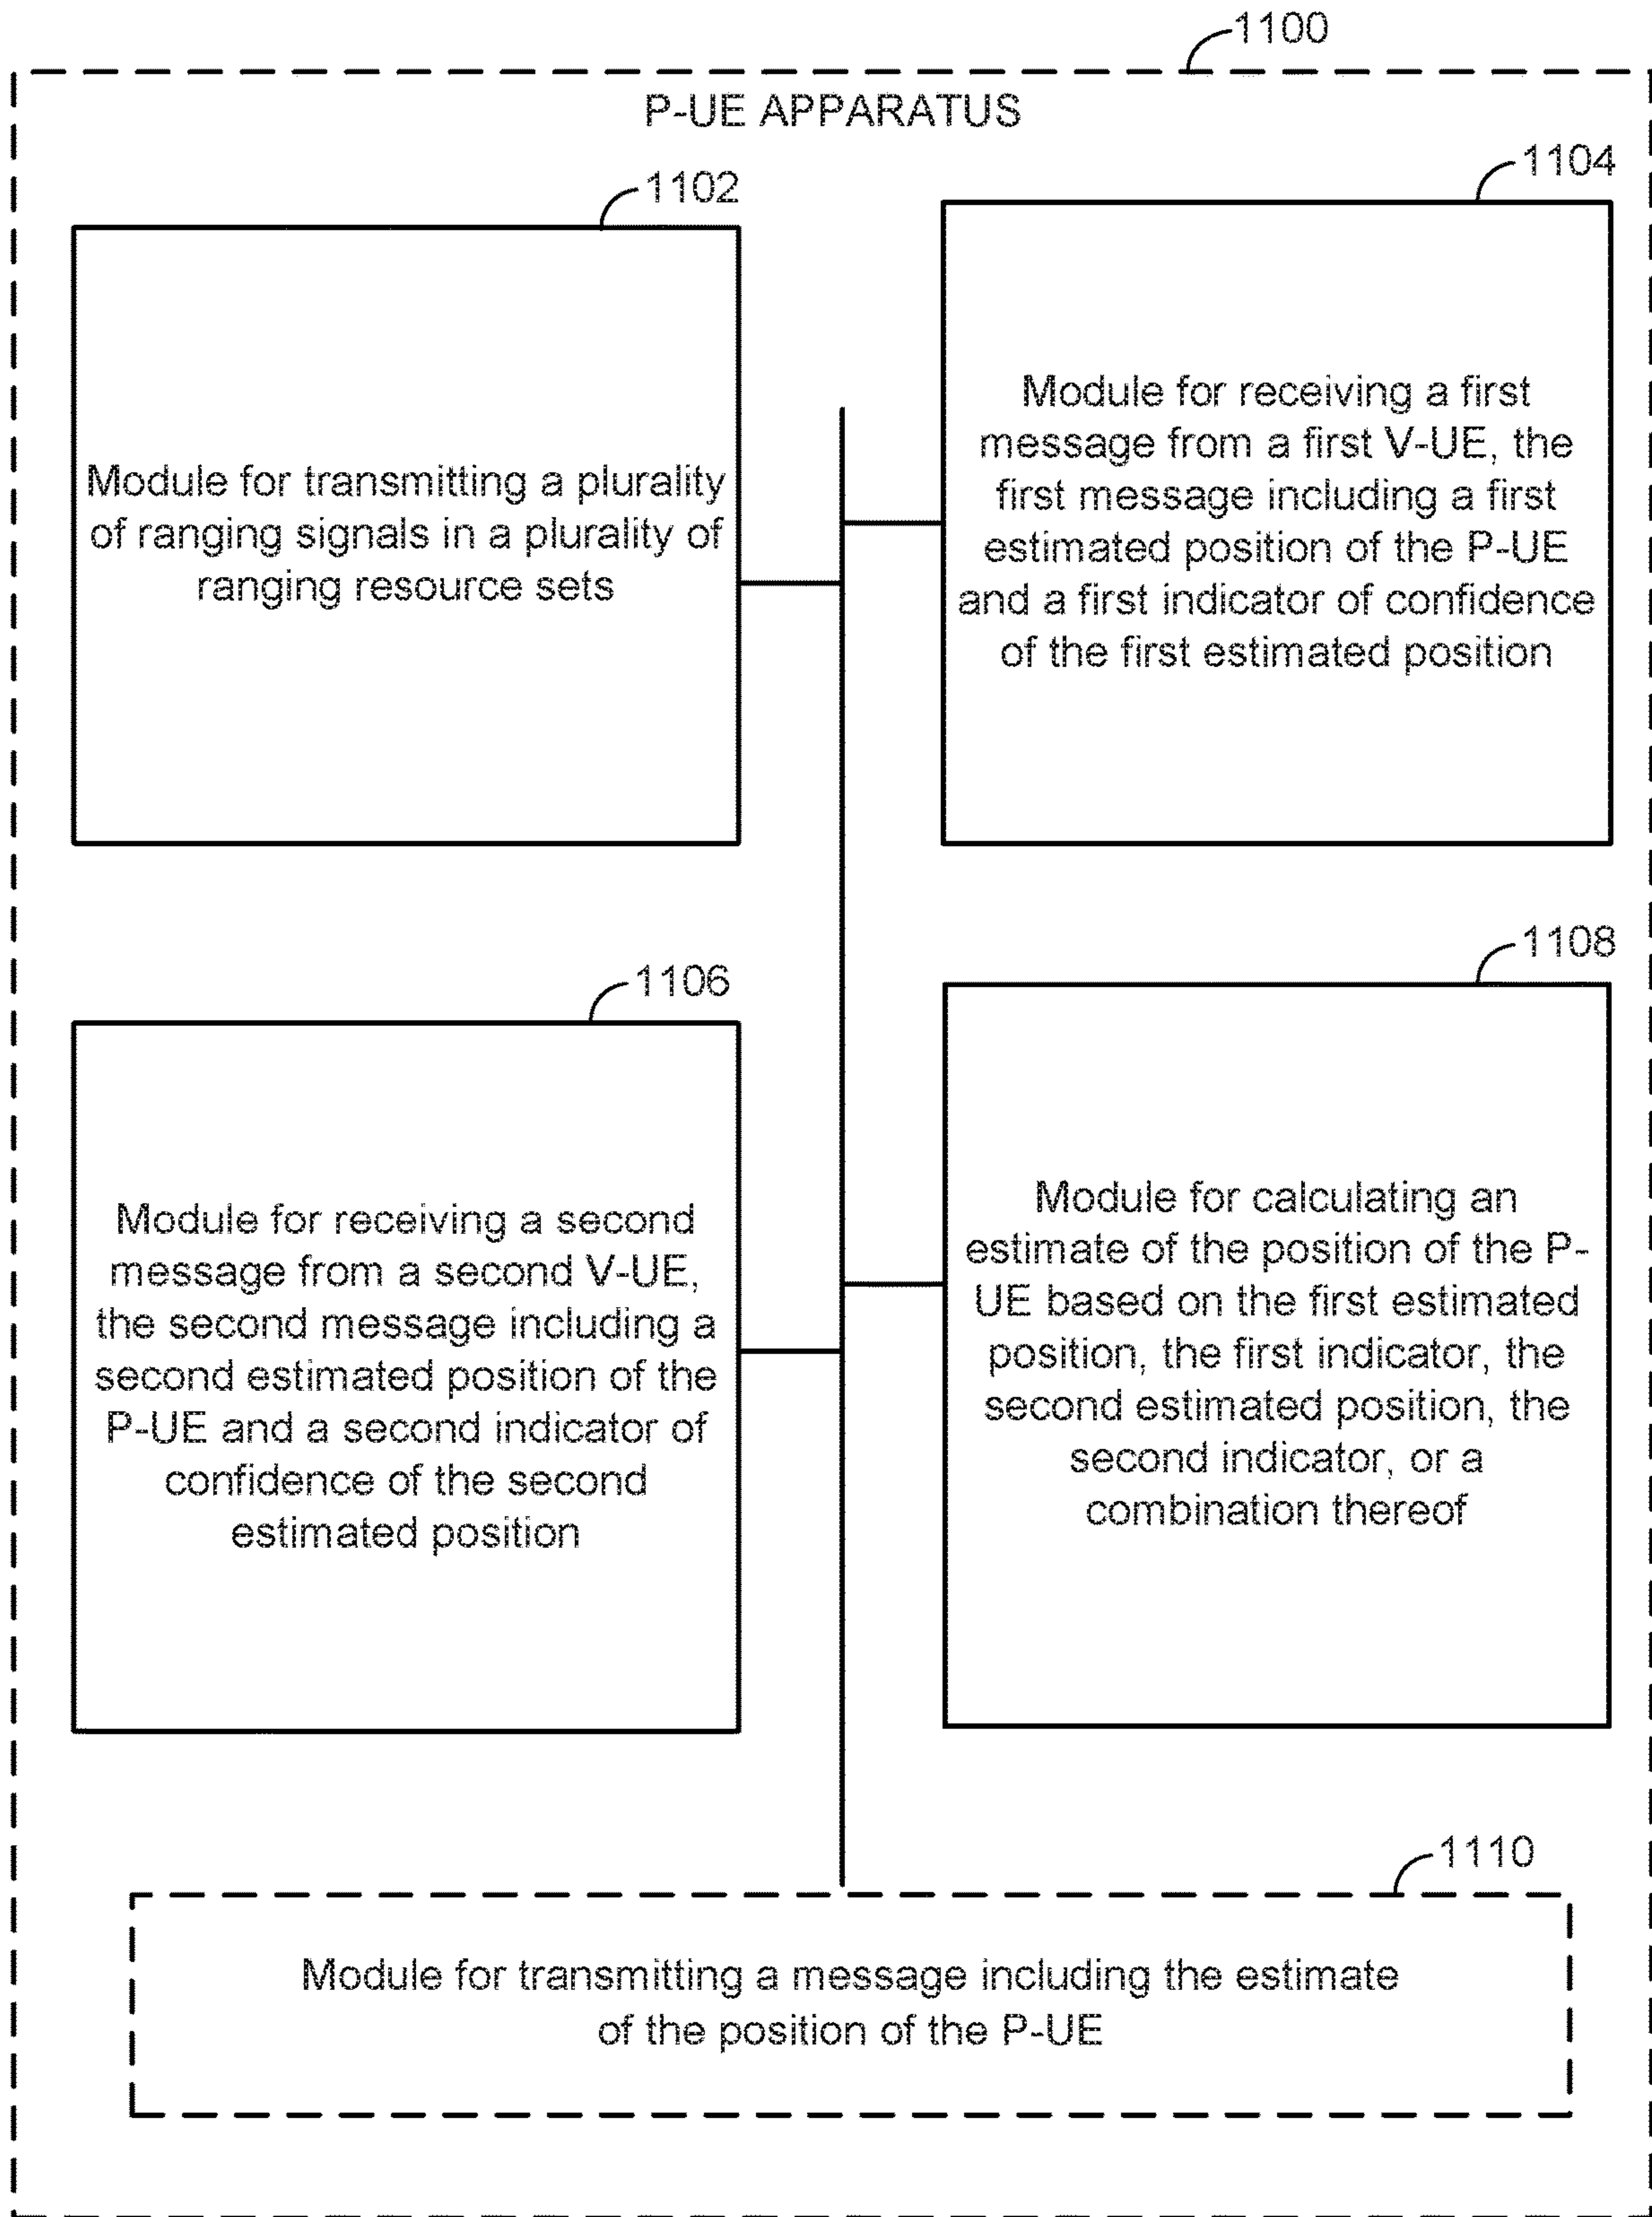 1100
P-UE APPARATUS
1102
Module for transmitting a plurality
of ranging signals in a plurality of
ranging resource sets
1104
Module for receiving a first
message from a first V-UE, the
first message including a first
estimated position of the P-UE
and a first indicator of confidence
of the first estimated position
1106
Module for receiving a second
message from a second V-UE,
the second message including a
second estimated position of the
P-UE and a second indicator of
confidence of the second
estimated position
1108
Module for calculating an
estimate of the position of the P-
UE based on the first estimated
position, the first indicator, the
second estimated position, the
second indicator, or a
combination thereof
1110
Module for transmitting a message including the estimate
of the position of the P-UE